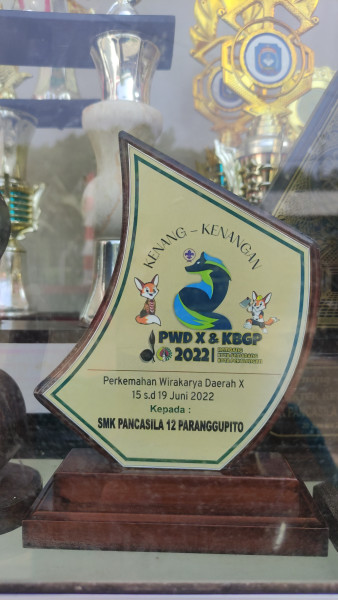 KENANG - KENANGAN
PWD X & KBGP
2022
Perkemahan Wirakarya Daerah X
15 s.d 19 Juni 2022
Kepada :
SMK PANCASILA 12 PARANGGUPITO